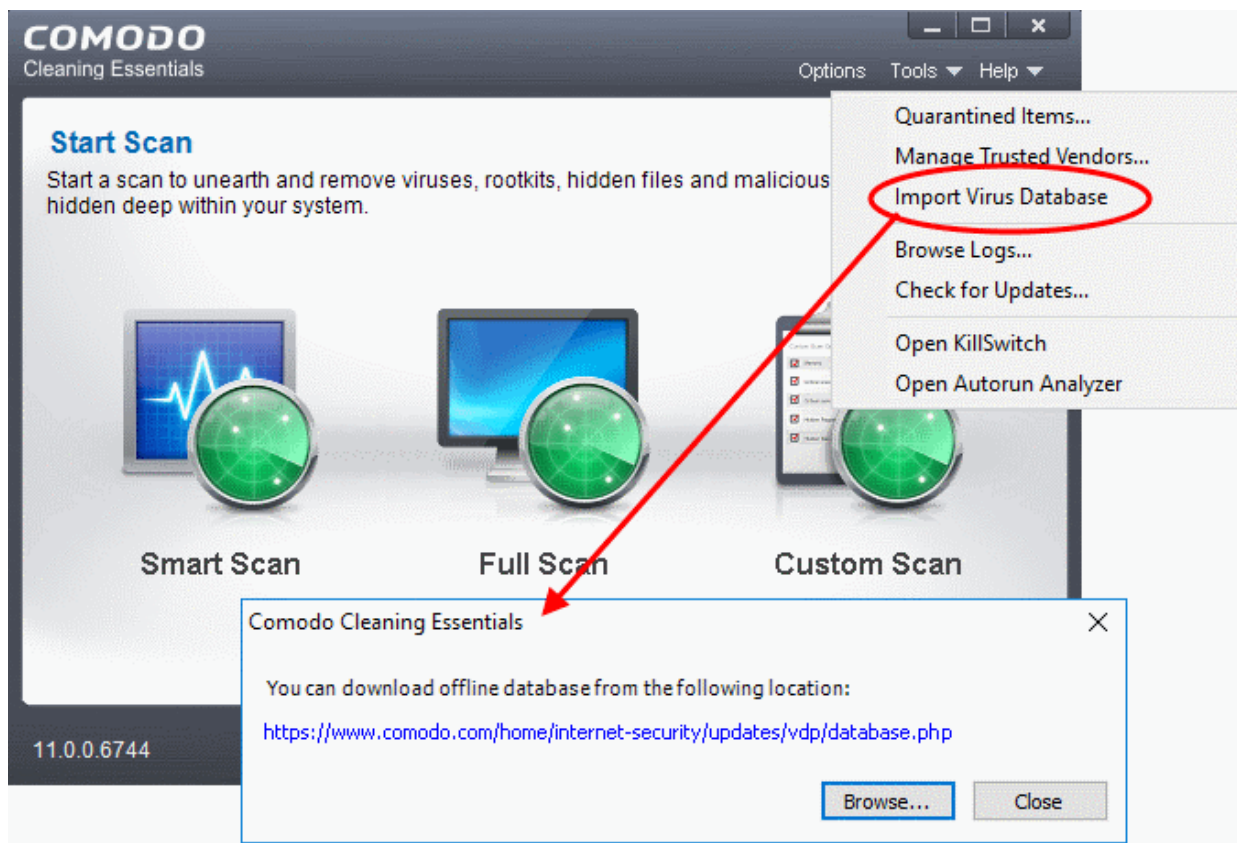 COMODO
Cleaning Essentials
Options Tools Help
Quarantined Items...
Manage Trusted Vendors...
Import Virus Database
Browse Logs...
Check for Updates...
Open KillSwitch
Open Autorun Analyzer
Start Scan
Start a scan to unearth and remove viruses, rootkits, hidden files and malicious
hidden deep within your system.
Smart Scan
Full Scan
Custom Scan
Comodo Cleaning Essentials
You can download offline database from the following location:
https://www.comodo.com/home/internet-security/updates/vdp/database.php
Browse...
Close
11.0.0.6744